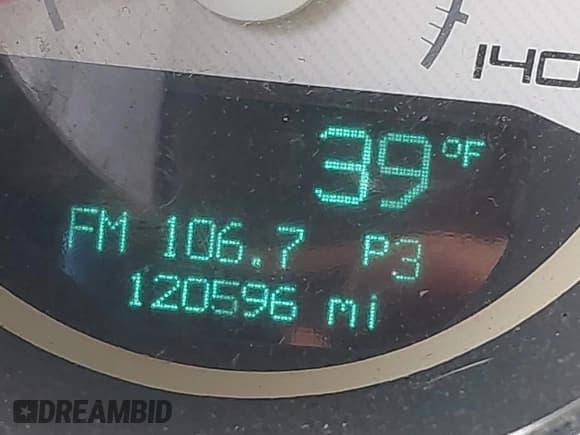 140
39 °F
FM 106.7 P3
120596 mi
DREAMBID